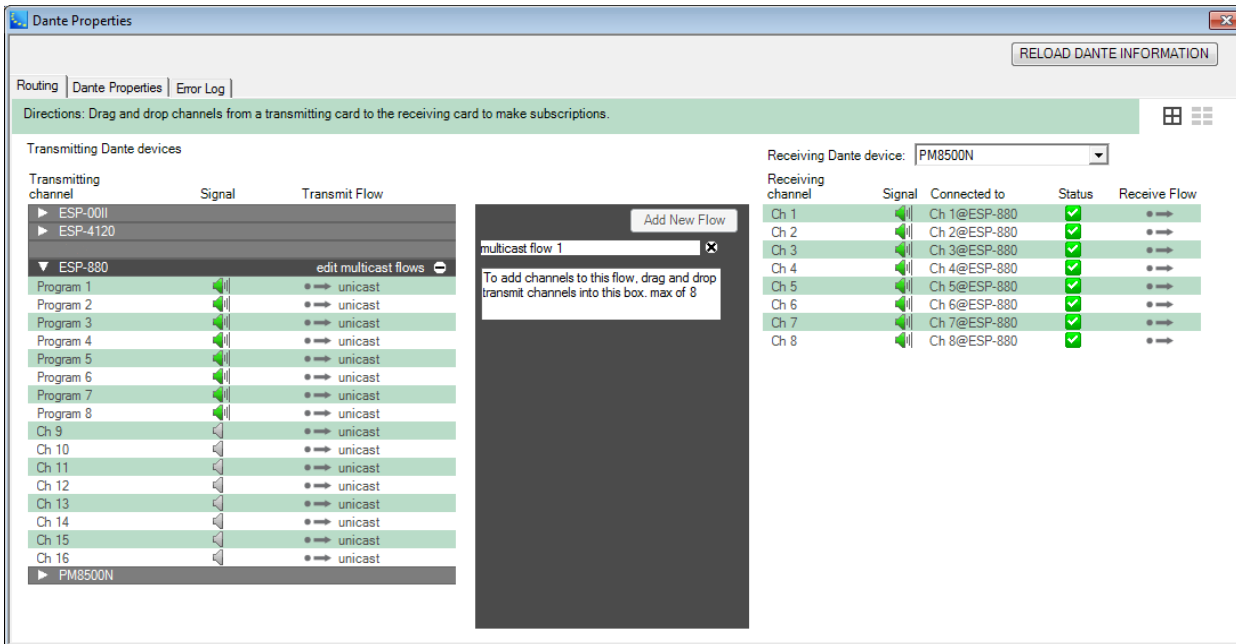 Dante Properties
RELOAD DANTE INFORMATION
Routing Dante Properties Error Log
Directions: Drag and drop channels from a transmitting card to the receiving card to make subscriptions.
Transmitting Dante devices
Transmitting
channel Signal Transmit Flow
ESP-00II
ESP-4120
ESP-880 edit multicast flows
Program 1 unicast
Program 2 unicast
Program 3 unicast
Program 4 unicast
Program 5 unicast
Program 6 unicast
Program 7 unicast
Program 8 unicast
Ch 9 unicast
Ch 10 unicast
Ch 11 unicast
Ch 12 unicast
Ch 13 unicast
Ch 14 unicast
Ch 15 unicast
Ch 16 unicast
PM8500N
Add New Flow
multicast flow 1
To add channels to this flow, drag and drop
transmit channels into this box. max of 8
Receiving Dante device: PM8500N
Receiving
channel Signal Connected to Status Receive Flow
Ch 1 Ch 1@ESP-880
Ch 2 Ch 2@ESP-880
Ch 3 Ch 3@ESP-880
Ch 4 Ch 4@ESP-880
Ch 5 Ch 5@ESP-880
Ch 6 Ch 6@ESP-880
Ch 7 Ch 7@ESP-880
Ch 8 Ch 8@ESP-880